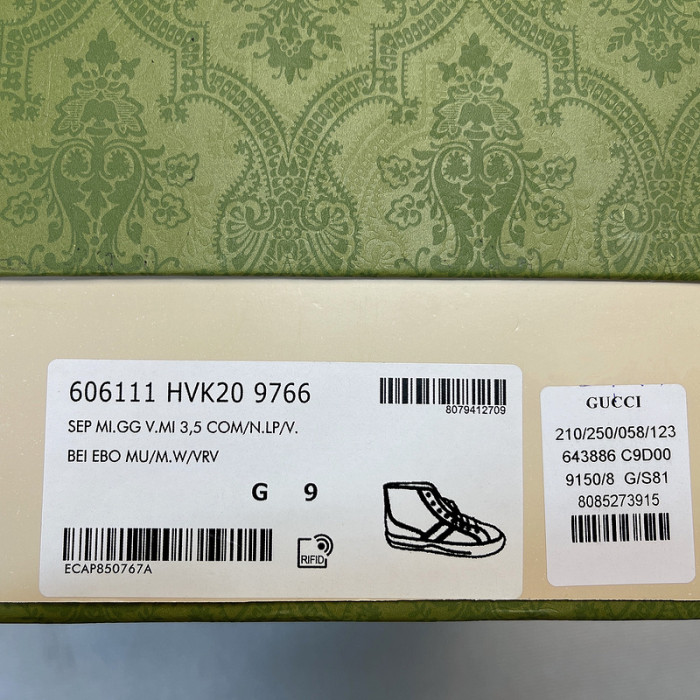 606111 HVK20 9766
8079412709
SEP MI.GG V.MI 3,5 COM/N.LP/V.
BEI EBO MU/M.W/VRV
G 9
ECAP850767A
RIFID
GUCCI
210/250/058/123
643886 C9D00
9150/8 G/S81
8085273915